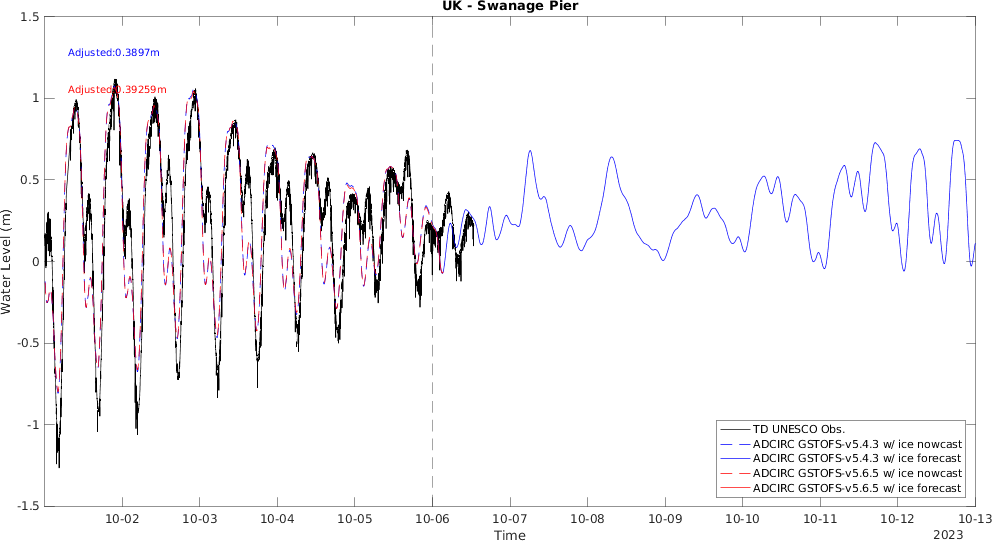 UK - Swanage Pier
Adjusted:0.3897m
Adjusted:0.39259m
Water Level (m)
1.5
1
0.5
0
-0.5
-1
-1.5
TD UNESCO Obs.
ADCIRC GSTOFS-v5.4.3 w/ ice nowcast
ADCIRC GSTOFS-v5.4.3 w/ ice forecast
ADCIRC GSTOFS-v5.6.5 w/ ice nowcast
ADCIRC GSTOFS-v5.6.5 w/ ice forecast
10-02 10-03 10-04 10-05 10-06 10-07 10-08 10-09 10-10 10-11 10-12 10-13
Time
2023